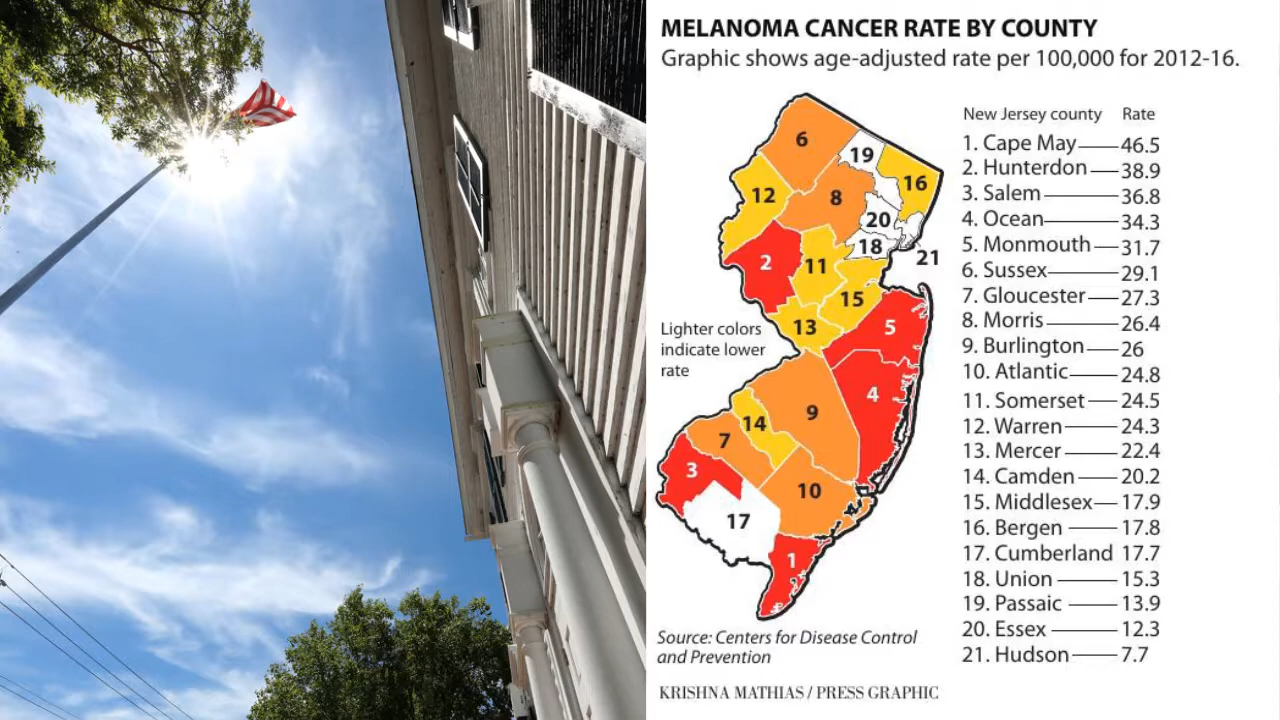 MELANOMA CANCER RATE BY COUNTY
Graphic shows age-adjusted rate per 100,000 for 2012-16.
New Jersey county Rate
1. Cape May 46.5
2. Hunterdon 38.9
3. Salem 36.8
4. Ocean 34.3
5. Monmouth 31.7
6. Sussex 29.1
7. Gloucester 27.3
8. Morris 26.4
9. Burlington 26
10. Atlantic 24.8
11. Somerset 24.5
12. Warren 24.3
13. Mercer 22.4
14. Camden 20.2
15. Middlesex 17.9
16. Bergen 17.8
17. Cumberland 17.7
18. Union 15.3
19. Passaic 13.9
20. Essex 12.3
21. Hudson 7.7
6
19
16
12
8
20
18
21
2
11
15
13
5
Lighter colors
indicate lower
rate
4
9
14
7
3
10
17
1
Source: Centers for Disease Control
and Prevention
KRISHNA MATHIAS / PRESS GRAPHIC